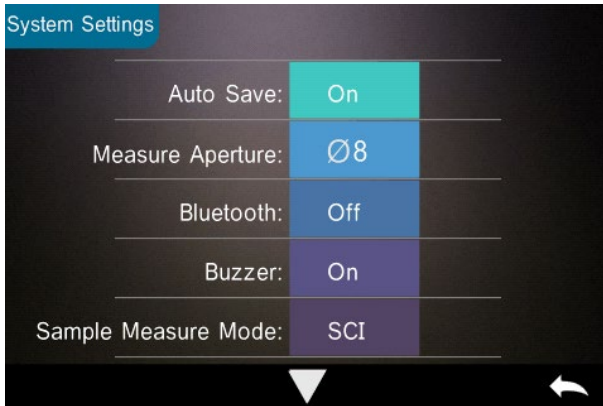 System Settings
Auto Save: On
Measure Aperture: Ø8
Bluetooth: Off
Buzzer: On
Sample Measure Mode: SCI